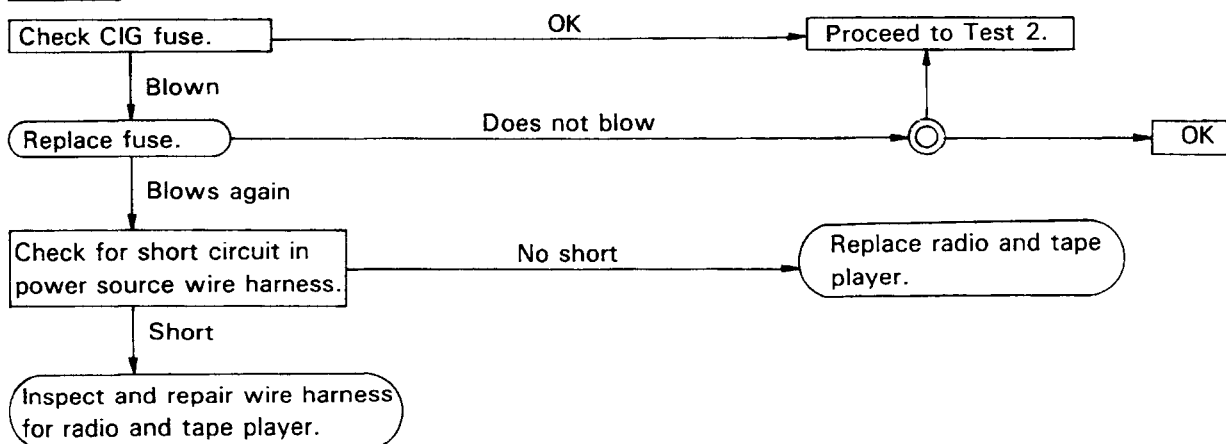 Check CIG fuse.
OK
Proceed to Test 2.
Blown
Replace fuse.
Does not blow
OK
Blows again
Check for short circuit in
power source wire harness.
No short
Replace radio and tape
player.
Short
Inspect and repair wire harness
for radio and tape player.